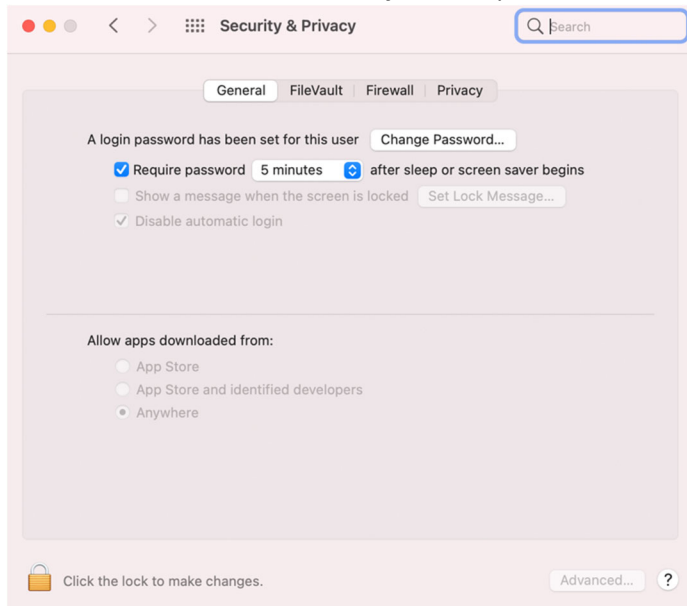 Security & Privacy
Search
General FileVault Firewall Privacy
A login password has been set for this user Change Password...
Require password 5 minutes after sleep or screen saver begins
Show a message when the screen is locked Set Lock Message...
Disable automatic login
Allow apps downloaded from:
App Store
App Store and identified developers
Anywhere
Click the lock to make changes.
Advanced... ?